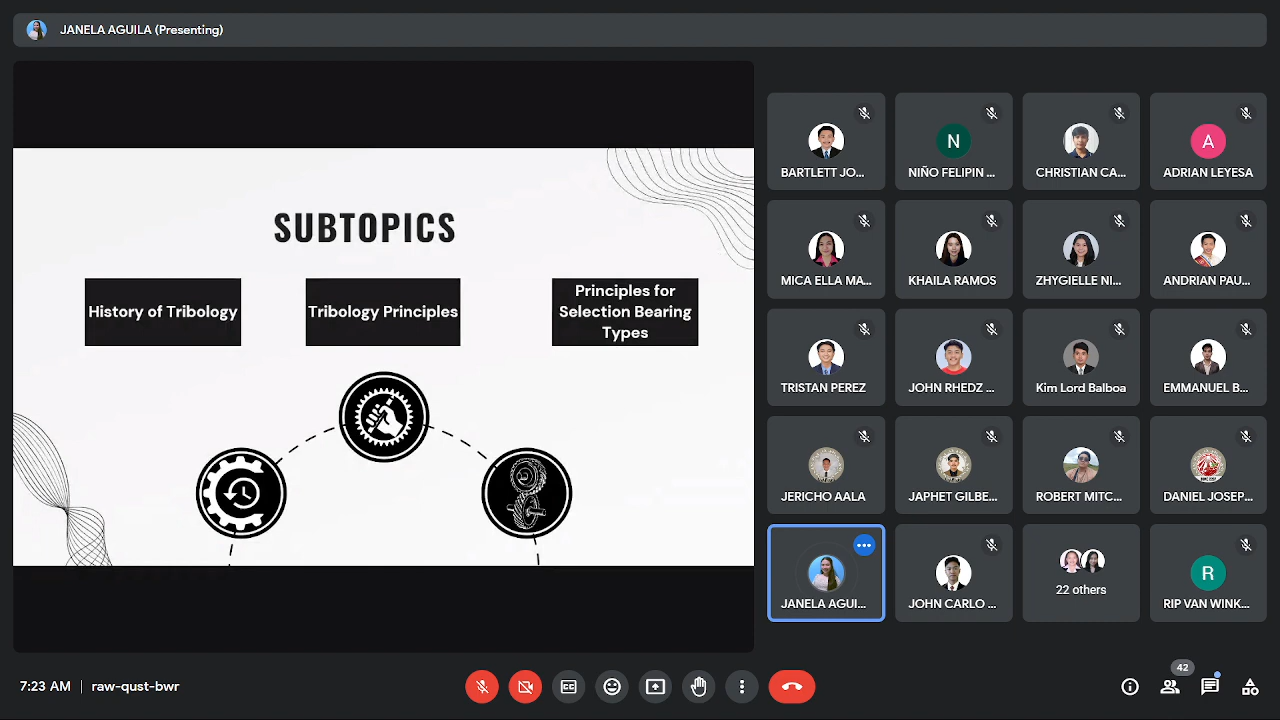 JANELA AGUILA (Presenting)
SUBTOPICS
History of Tribology
Tribology Principles
Principles for
Selection Bearing
Types
BARTLETT JO...
N
NIÑO FELIPIN ...
CHRISTIAN CA...
A
ADRIAN LEYESA
MICA ELLA MA...
KHAILA RAMOS
ZHYGIELLE NI...
ANDRIAN PAU...
TRISTAN PEREZ
JOHN RHEDZ ...
Kim Lord Balboa
EMMANUEL B...
JERICHO AALA
JAPHET GILBE...
ROBERT MITC...
DANIEL JOSEP...
JANELA AGUI...
JOHN CARLO ...
22 others
R
RIP VAN WINK...
7:23 AM
raw-qust-bwr
CC
42